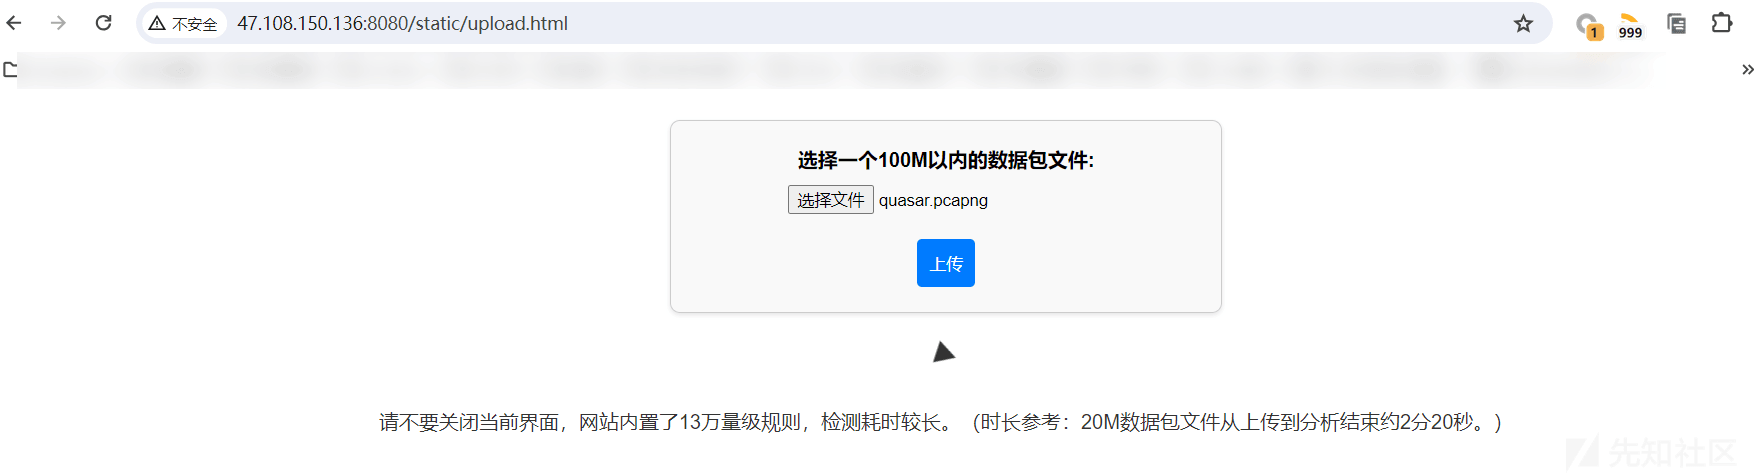 不安全 47.108.150.136:8080/static/upload.html 1 999
选择一个100M以内的数据包文件:
选择文件 quasar.pcapng
上传
请不要关闭当前界面，网站内置了13万量级规则，检测耗时较长。（时长参考：20M数据包文件从上传到分析结束约2分20秒。）
先知社区